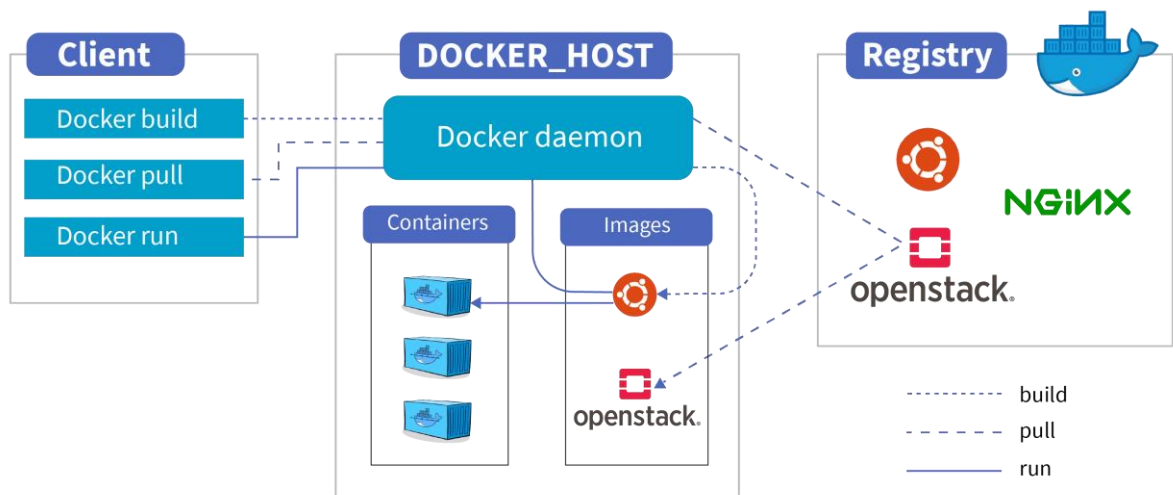 Client
Docker build
Docker pull
Docker run
DOCKER_HOST
Docker daemon
Containers
Images
openstack.
Registry
NGINX
openstack.
build
pull
run